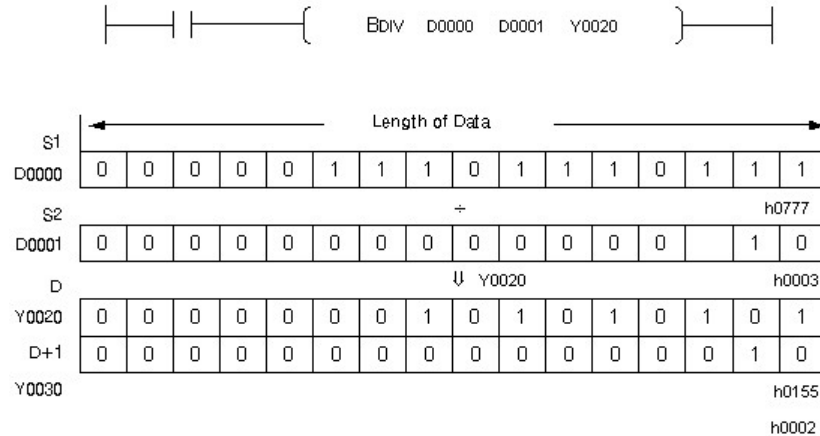 BDIV D0000 D0001 Y0020
Length of Data
S1
D0000 0 0 0 0 0 1 1 1 0 1 1 1 0 1 1 1
S2 ÷ h0777
D0001 0 0 0 0 0 0 0 0 0 0 0 0 0 1 0
D ⇓ Y0020 h0003
Y0020 0 0 0 0 0 0 0 1 0 1 0 1 0 1 0 1
D+1 0 0 0 0 0 0 0 0 0 0 0 0 0 0 1 0
Y0030 h0155
h0002